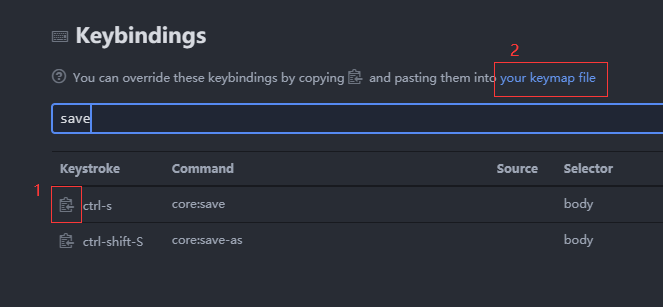 Keybindings
2
You can override these keybindings by copying and pasting them into your keymap file
save
Keystroke Command Source Selector
1
ctrl-s core:save body
ctrl-shift-S core:save-as body